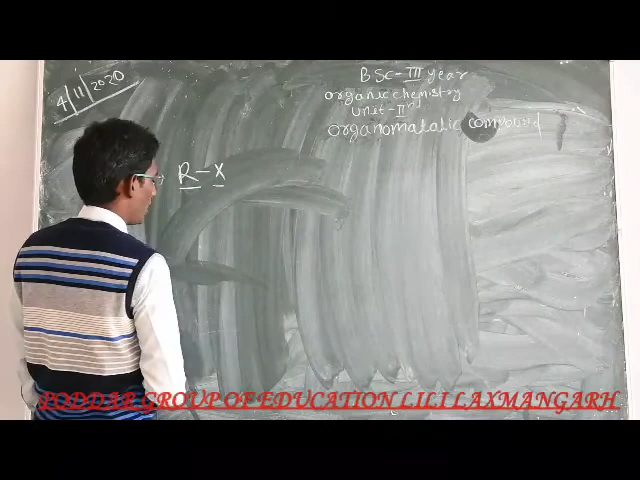 4/11/2020
BSc-III year
organic chemistry
Unit-IInd
organomatalic compound
R-X
PODDAR GROUP OF EDUCATION LILI LAXMANGARH